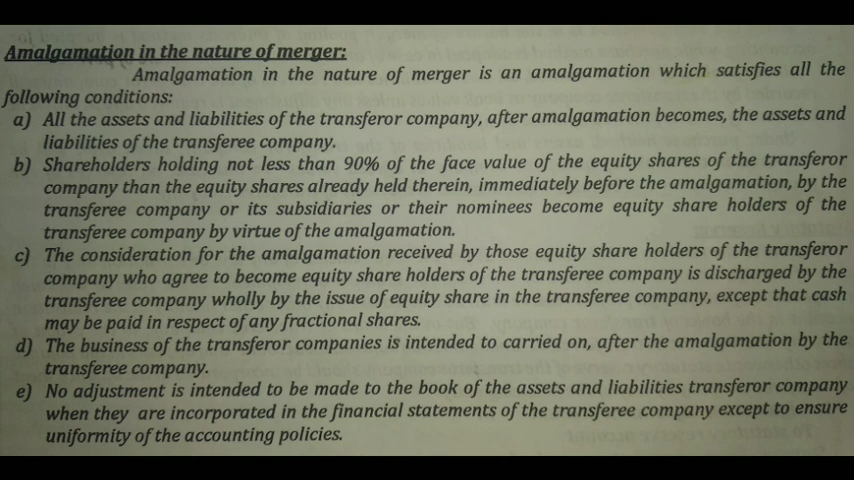 Amalgamation in the nature of merger:
Amalgamation in the nature of merger is an amalgamation which satisfies all the
following conditions:
a) All the assets and liabilities of the transferor company, after amalgamation becomes, the assets and
liabilities of the transferee company.
b) Shareholders holding not less than 90% of the face value of the equity shares of the transferor
company than the equity shares already held therein, immediately before the amalgamation, by the
transferee company or its subsidiaries or their nominees become equity share holders of the
transferee company by virtue of the amalgamation.
c) The consideration for the amalgamation received by those equity share holders of the transferor
company who agree to become equity share holders of the transferee company is discharged by the
transferee company wholly by the issue of equity share in the transferee company, except that cash
may be paid in respect of any fractional shares.
d) The business of the transferor companies is intended to carried on, after the amalgamation by the
transferee company.
e) No adjustment is intended to be made to the book of the assets and liabilities transferor company
when they are incorporated in the financial statements of the transferee company except to ensure
uniformity of the accounting policies.